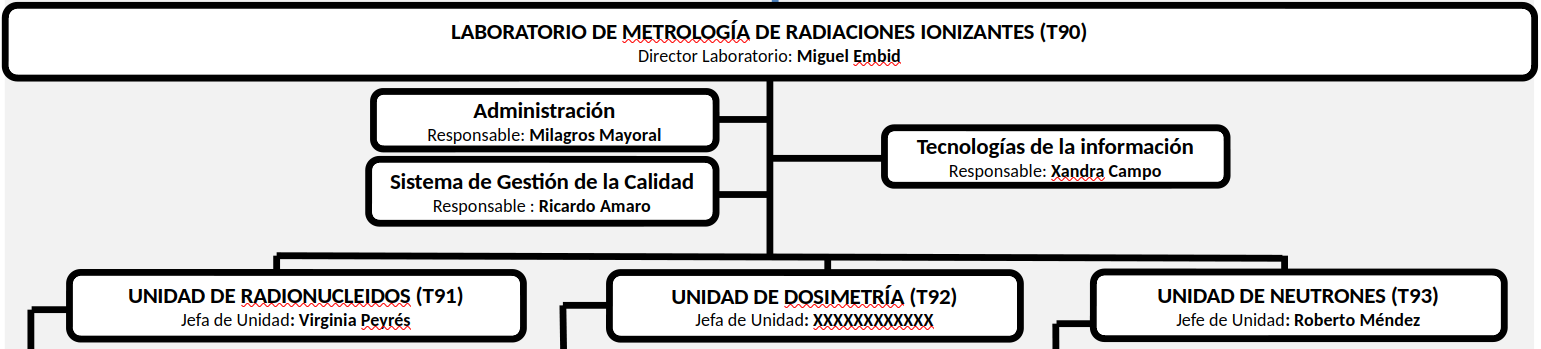 LABORATORIO DE METROLOGÍA DE RADIACIONES IONIZANTES (T90)
Director Laboratorio: Miguel Embid
Administración
Responsable: Milagros Mayoral
Tecnologías de la información
Responsable: Xandra Campo
Sistema de Gestión de la Calidad
Responsable : Ricardo Amaro
UNIDAD DE RADIONUCLEIDOS (T91)
Jefa de Unidad: Virginia Peyrés
UNIDAD DE DOSIMETRÍA (T92)
Jefa de Unidad: XXXXXXXXXXXX
UNIDAD DE NEUTRONES (T93)
Jefe de Unidad: Roberto Méndez